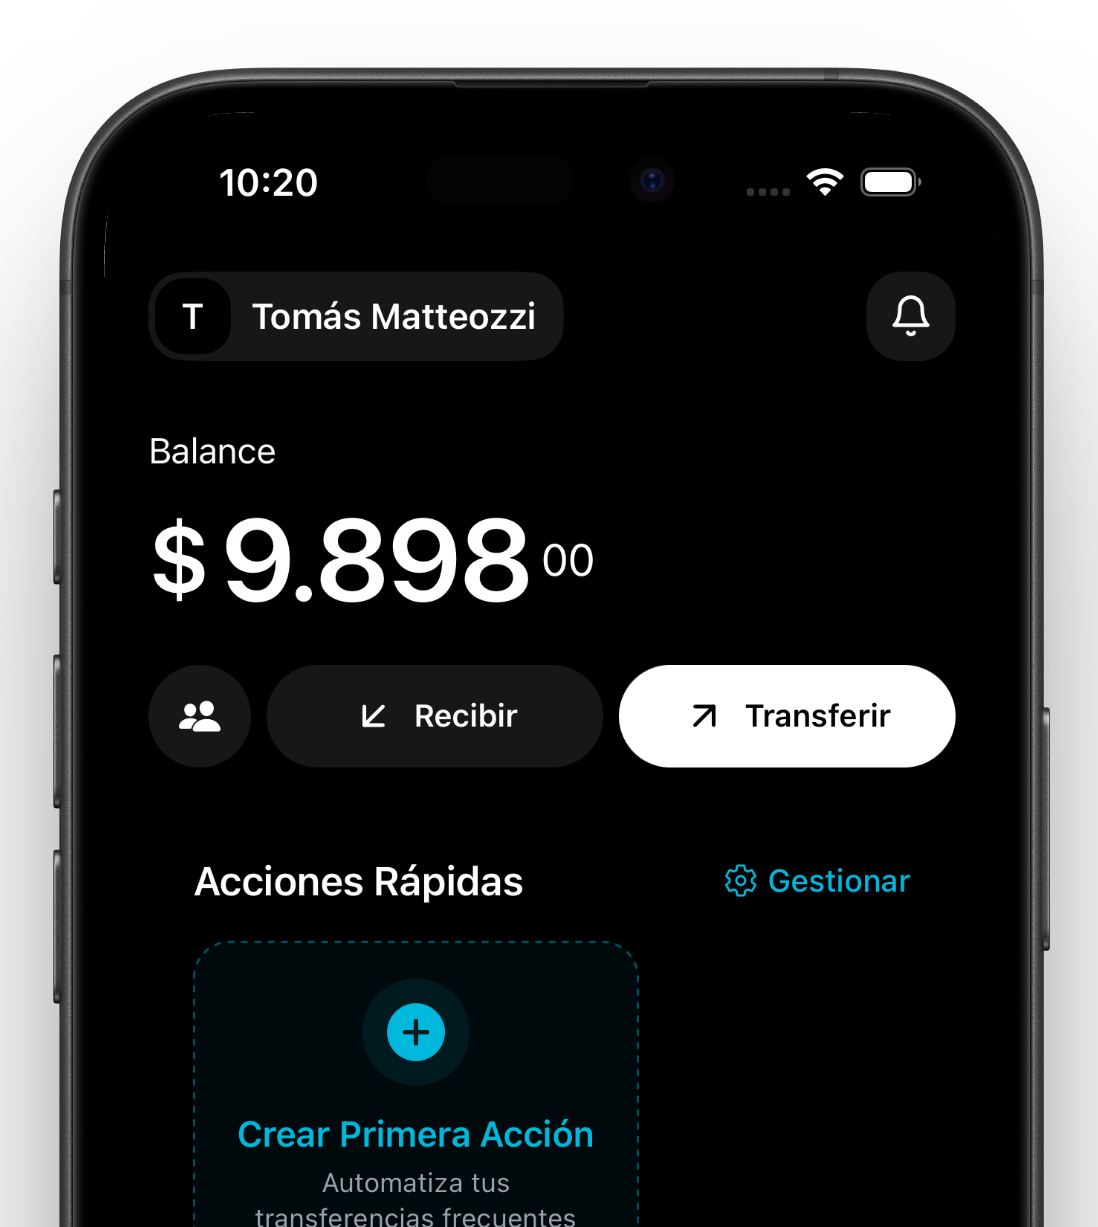 10:20
T Tomás Matteozzi
Balance
$ 9.898 00
Recibir Transferir
Acciones Rápidas Gestionar
Crear Primera Acción
Automatiza tus
transferencias frecuentes